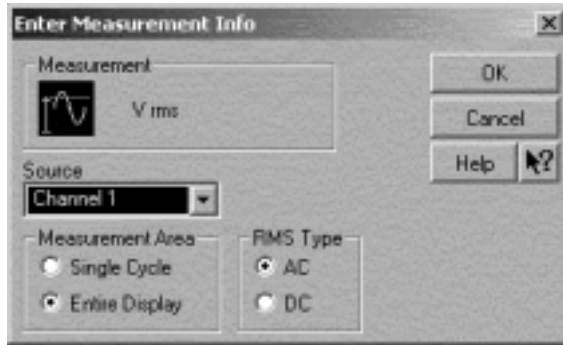 Enter Measurement Info
Measurement
V rms
OK
Cancel
Help
?
Source
Channel 1
Measurement Area
Single Cycle
Entire Display
RMS Type
AC
DC